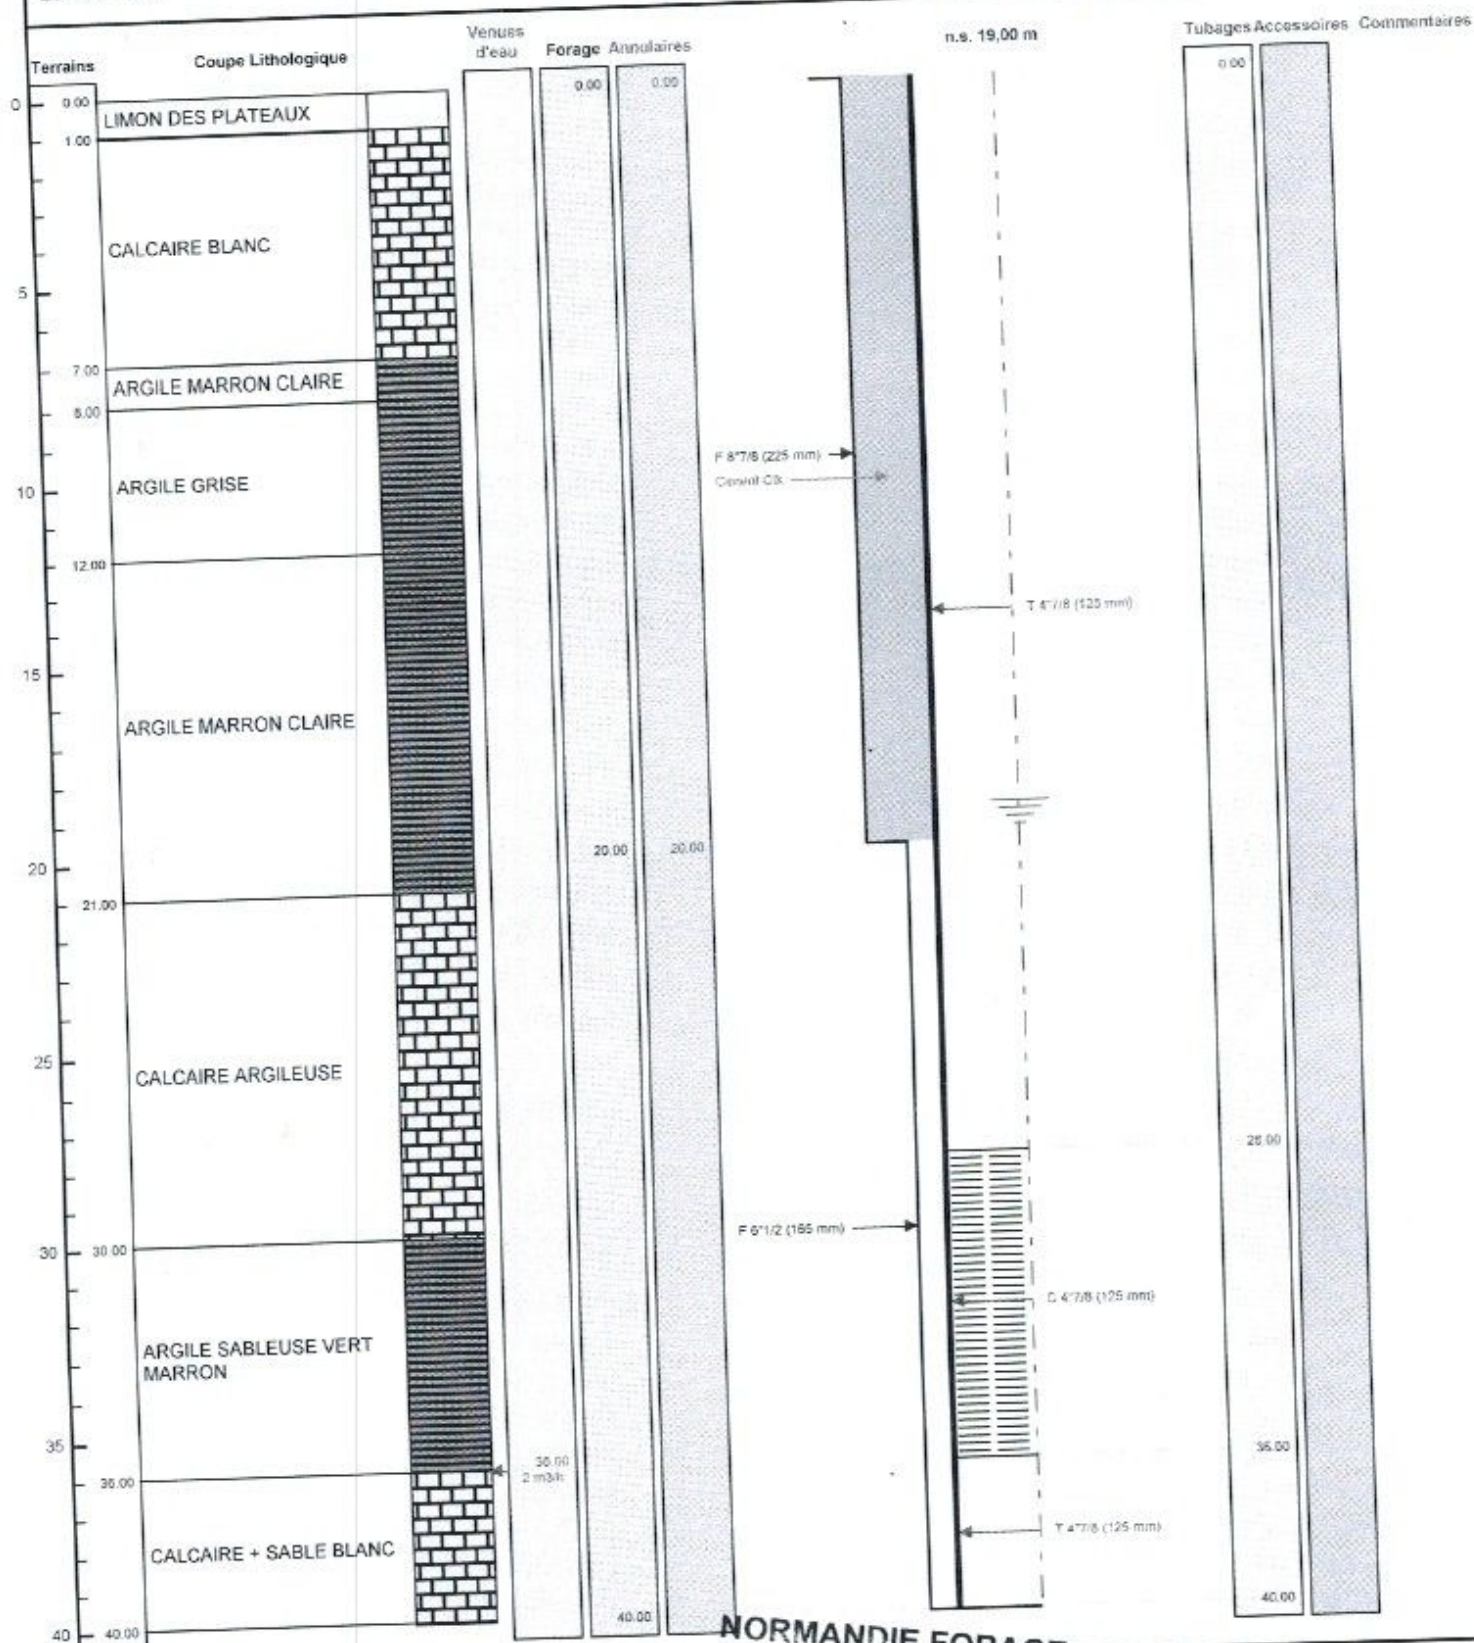 Terrains
Coupe Lithologique
Venues
d'eau
Forage
Annulaires
n.s. 19,00 m
Tubages
Accessoires
Commentaires
0
0.00
LIMON DES PLATEAUX
1.00
0.00
0.00
0.00
CALCAIRE BLANC
5
7.00
ARGILE MARRON CLAIRE
8.00
ARGILE GRISE
10
F 8"7/8 (225 mm)
12.00
T 4"7/8 (125 mm)
15
ARGILE MARRON CLAIRE
20
20.00
20.00
21.00
25
CALCAIRE ARGILEUSE
28.00
F 6"1/2 (165 mm)
30
30.00
4"7/8 (125 mm)
ARGILE SABLEUSE VERT
MARRON
35
36.00
36.00
2 m3/h
36.00
T 4"7/8 (125 mm)
CALCAIRE + SABLE BLANC
40
40.00
40.00
40.00
NORMANDIE FORAGE